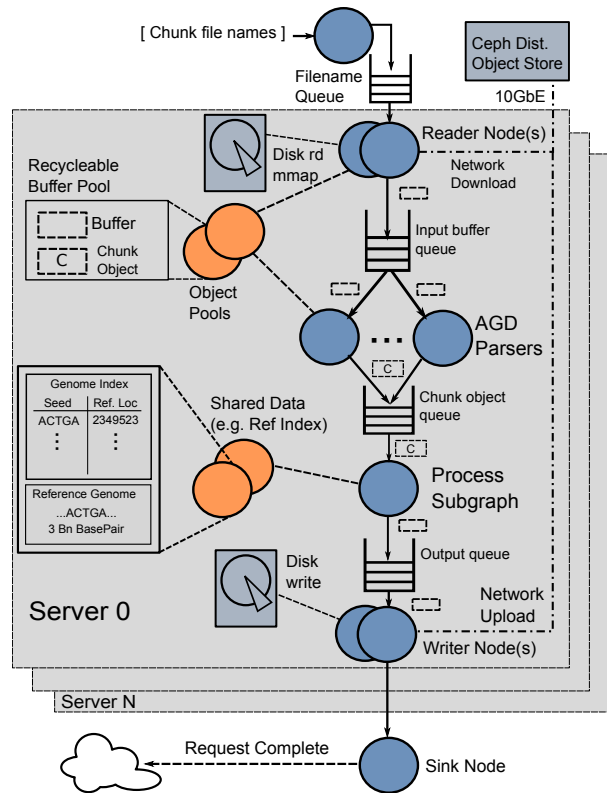 [ Chunk file names ]
Filename
Queue
Ceph Dist.
Object Store
10GbE
Reader Node(s)
Disk rd
mmap
Network
Download
Recycleable
Buffer Pool
Buffer
C
Chunk
Object
Object
Pools
Input buffer
queue
...
AGD
Parsers
C
Chunk object
queue
C
Genome Index
Seed Ref. Loc
ACTGA 2349523
Reference Genome
...ACTGA...
3 Bn BasePair
Shared Data
(e.g. Ref Index)
Process
Subgraph
Output queue
Disk
write
Network
Upload
Server 0
Writer Node(s)
Server N
Request Complete
Sink Node